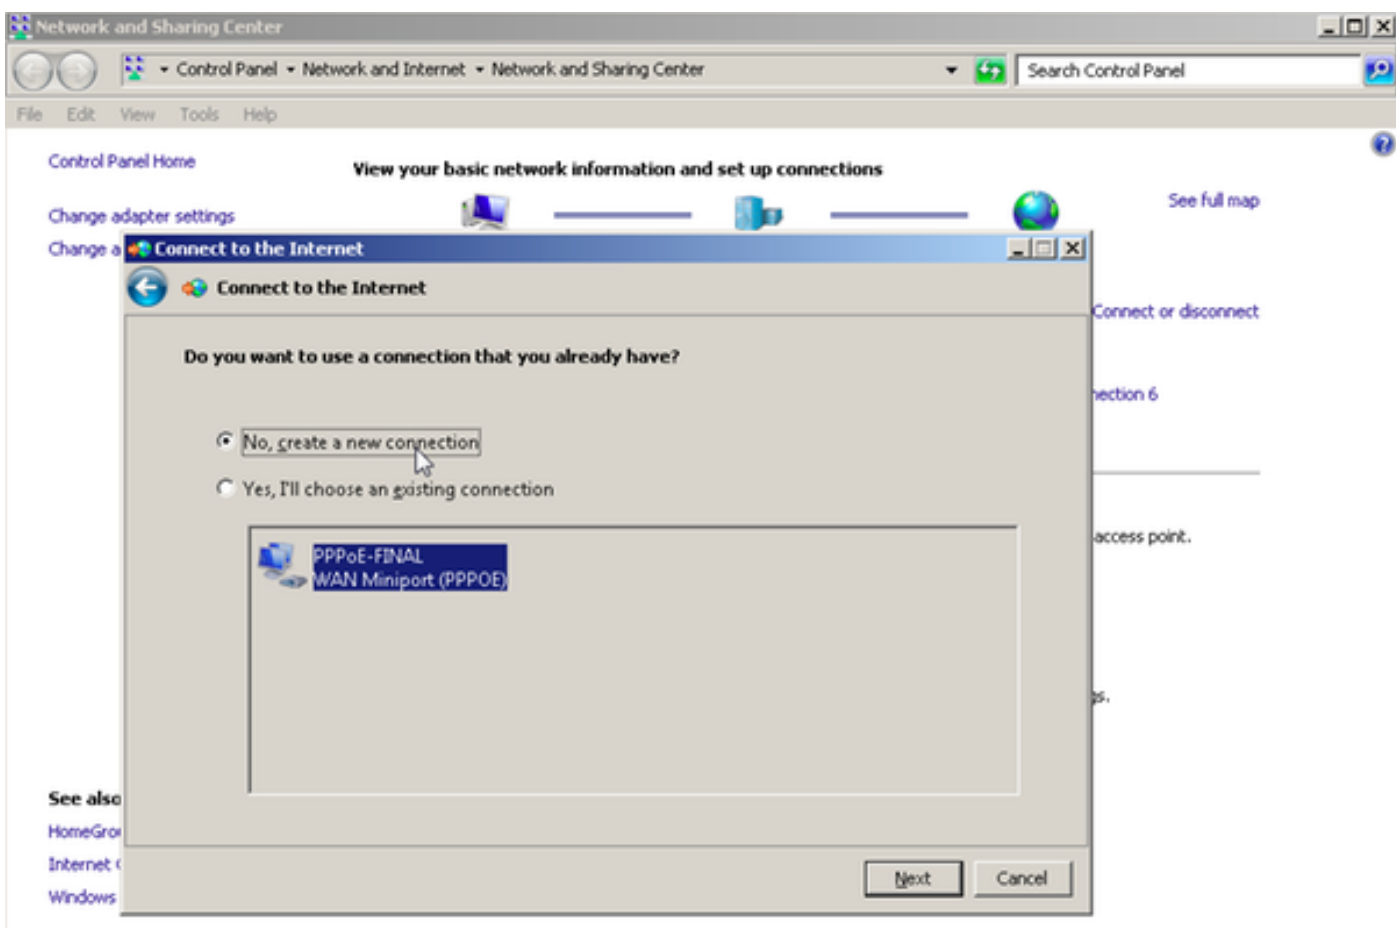 Network and Sharing Center
Control Panel Network and Internet Network and Sharing Center
Search Control Panel
File Edit View Tools Help
Control Panel Home
View your basic network information and set up connections
See full map
Change adapter settings
Change a
Connect to the Internet
Connect to the Internet
Connect or disconnect
Do you want to use a connection that you already have?
nection 6
No, create a new connection
Yes, I'll choose an existing connection
access point.
PPPoE-FINAL
WAN Miniport (PPPOE)
gs.
See also
HomeGro
Internet
Windows
Next
Cancel